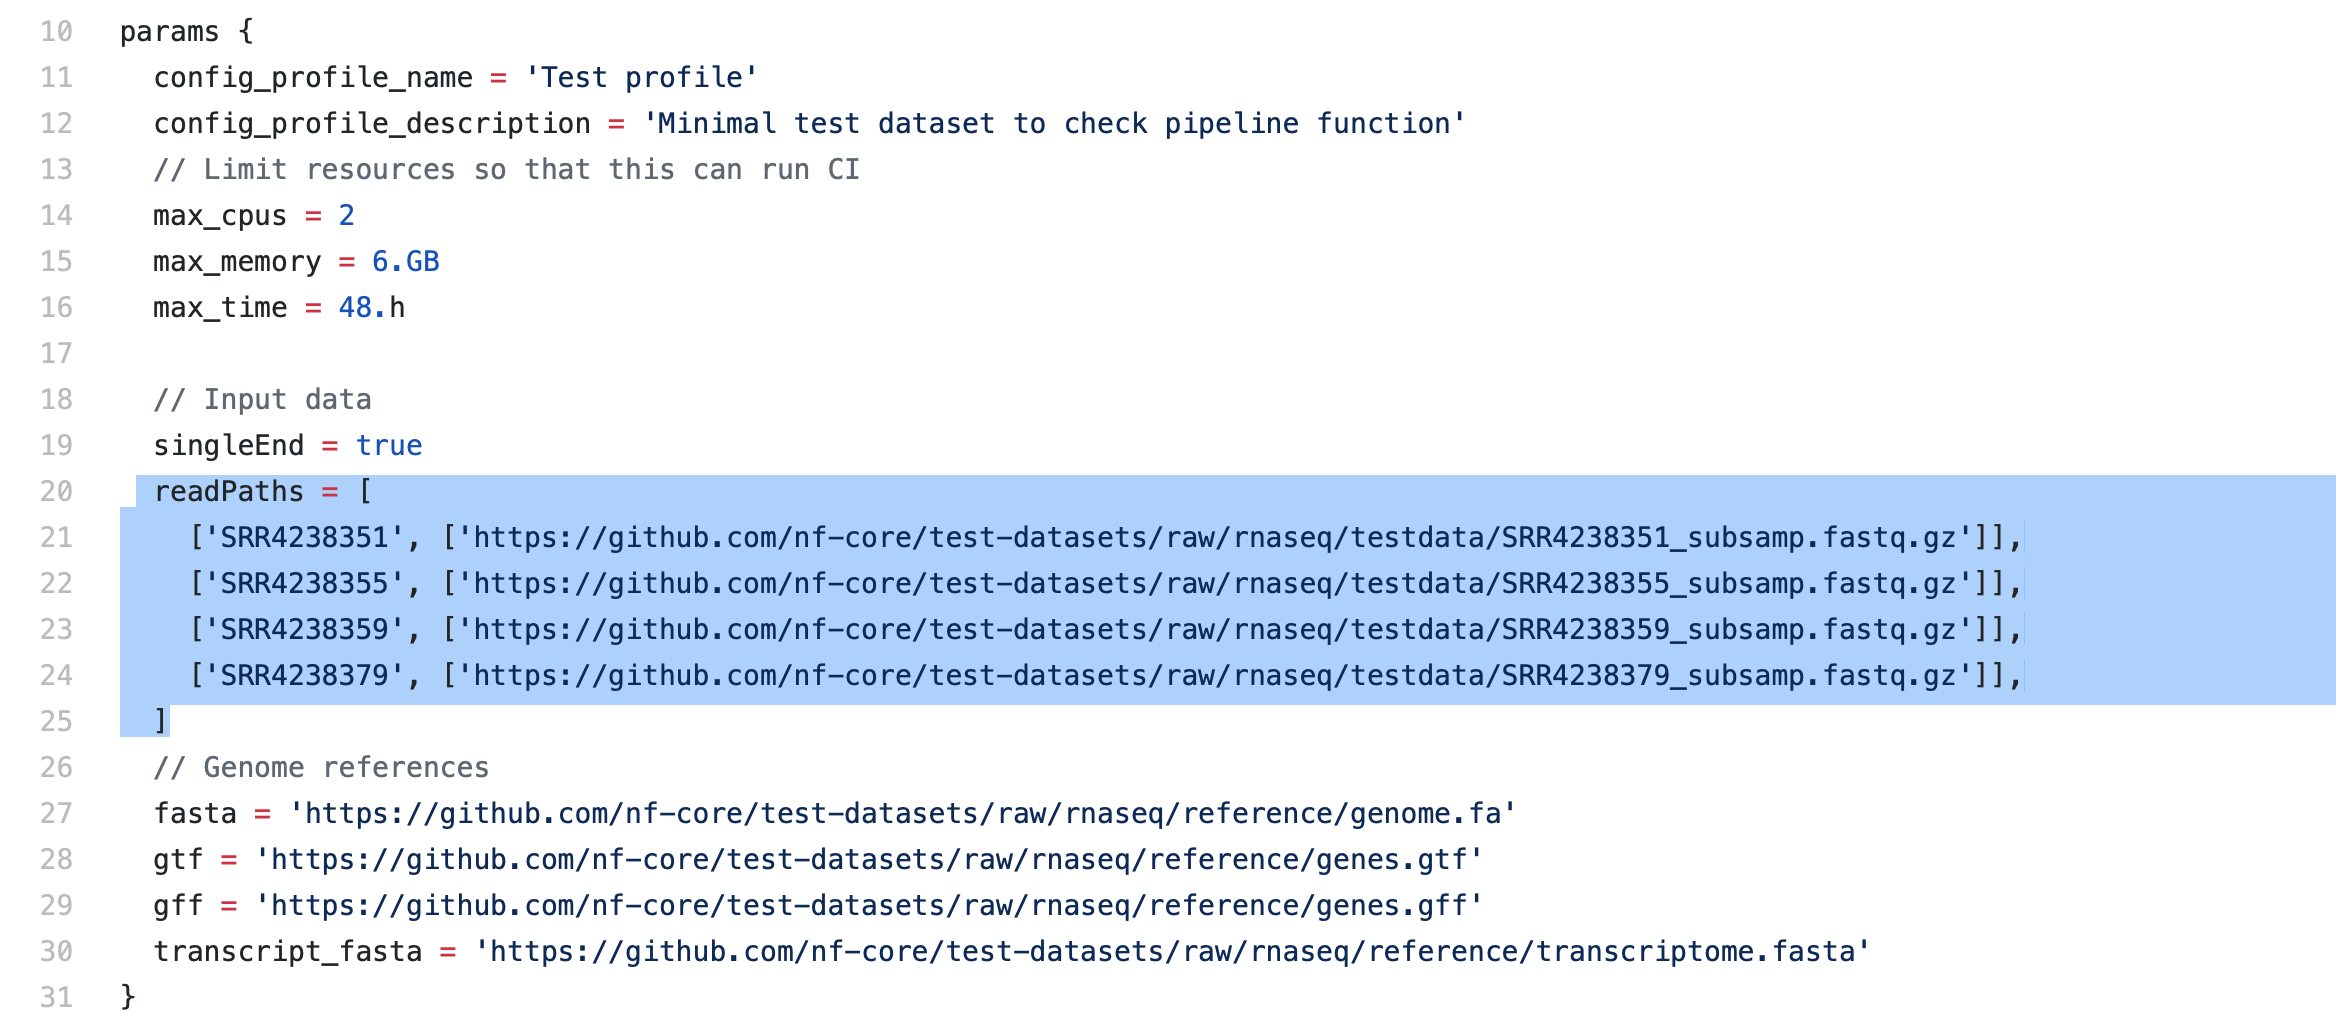 10 params {
11 config_profile_name = 'Test profile'
12 config_profile_description = 'Minimal test dataset to check pipeline function'
13 // Limit resources so that this can run CI
14 max_cpus = 2
15 max_memory = 6.GB
16 max_time = 48.h
17
18 // Input data
19 singleEnd = true
20 readPaths = [
21 ['SRR4238351', ['https://github.com/nf-core/test-datasets/raw/rnaseq/testdata/SRR4238351_subsamp.fastq.gz']],
22 ['SRR4238355', ['https://github.com/nf-core/test-datasets/raw/rnaseq/testdata/SRR4238355_subsamp.fastq.gz']],
23 ['SRR4238359', ['https://github.com/nf-core/test-datasets/raw/rnaseq/testdata/SRR4238359_subsamp.fastq.gz']],
24 ['SRR4238379', ['https://github.com/nf-core/test-datasets/raw/rnaseq/testdata/SRR4238379_subsamp.fastq.gz']],
25 ]
26 // Genome references
27 fasta = 'https://github.com/nf-core/test-datasets/raw/rnaseq/reference/genome.fa'
28 gtf = 'https://github.com/nf-core/test-datasets/raw/rnaseq/reference/genes.gtf'
29 gff = 'https://github.com/nf-core/test-datasets/raw/rnaseq/reference/genes.gff'
30 transcript_fasta = 'https://github.com/nf-core/test-datasets/raw/rnaseq/reference/transcriptome.fasta'
31 }